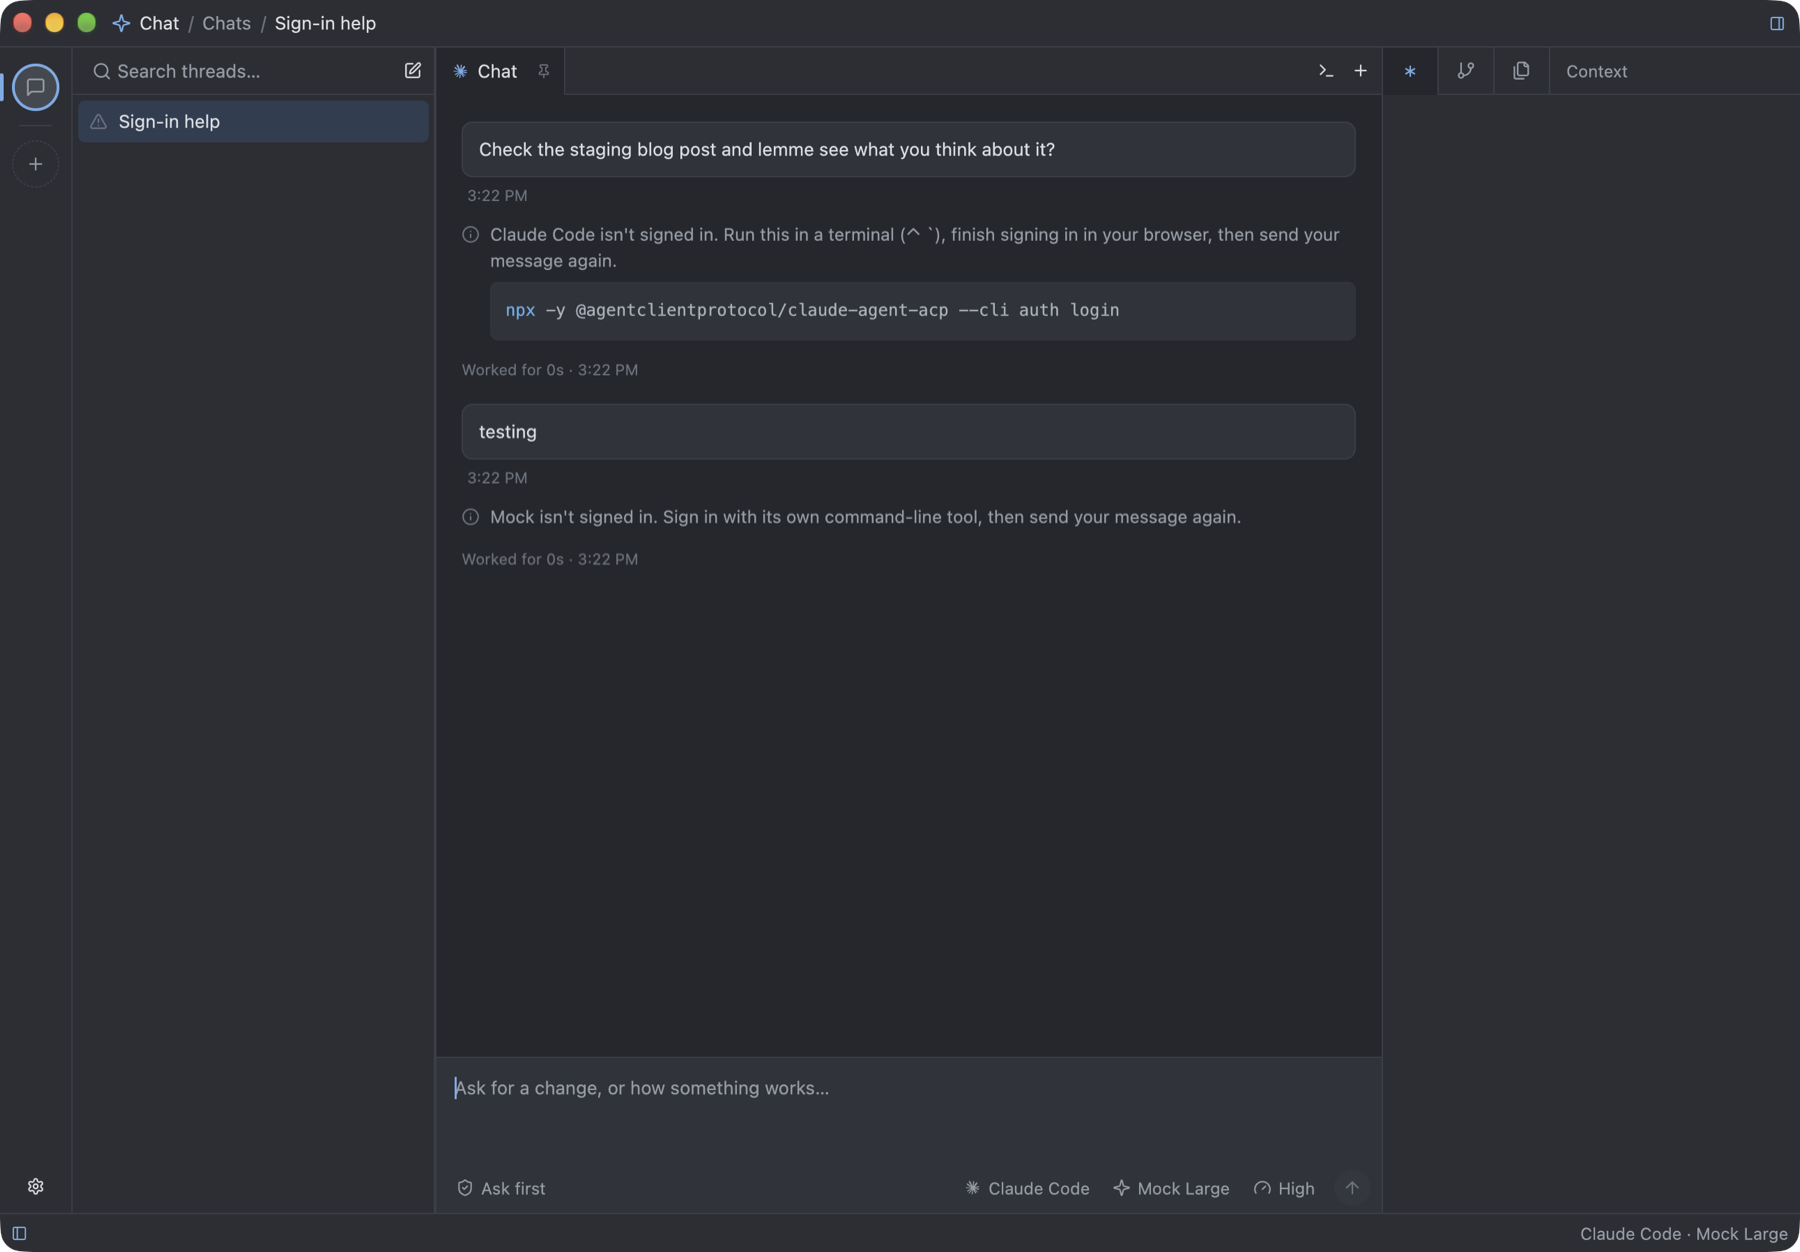 Chat / Chats / Sign-in help
Search threads...
Sign-in help
Chat
Context
Check the staging blog post and lemme see what you think about it?
3:22 PM
Claude Code isn't signed in. Run this in a terminal (^ `), finish signing in in your browser, then send your
message again.
npx -y @agentclientprotocol/claude-agent-acp --cli auth login
Worked for 0s · 3:22 PM
testing
3:22 PM
Mock isn't signed in. Sign in with its own command-line tool, then send your message again.
Worked for 0s · 3:22 PM
Ask for a change, or how something works...
Ask first
Claude Code
Mock Large
High
Claude Code · Mock Large